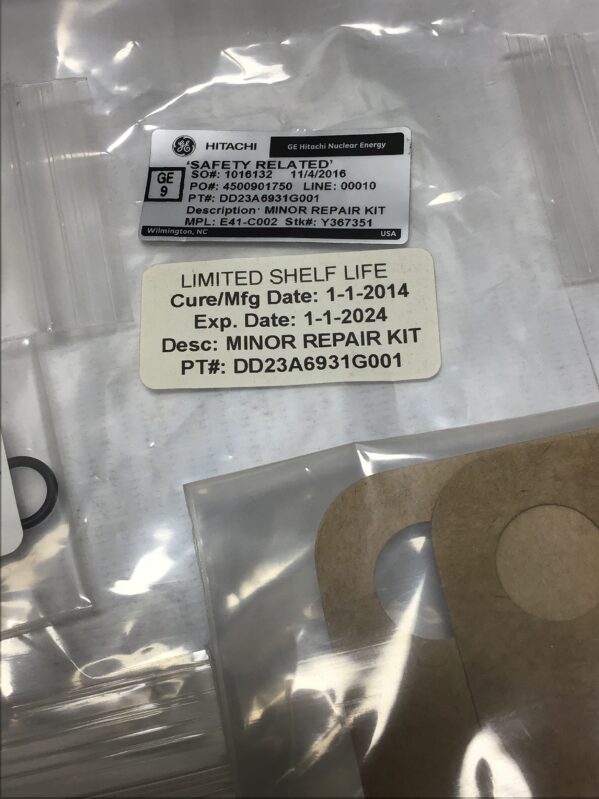 GE HITACHI GE Hitachi Nuclear Energy
'SAFETY RELATED'
GE
9
SO#: 1016132 11/4/2016
PO#: 4500901750 LINE: 00010
PT#: DD23A6931G001
Description: MINOR REPAIR KIT
MPL: E41-C002 Stk#: Y367351
Wilmington, NC USA
LIMITED SHELF LIFE
Cure/Mfg Date: 1-1-2014
Exp. Date: 1-1-2024
Desc: MINOR REPAIR KIT
PT#: DD23A6931G001